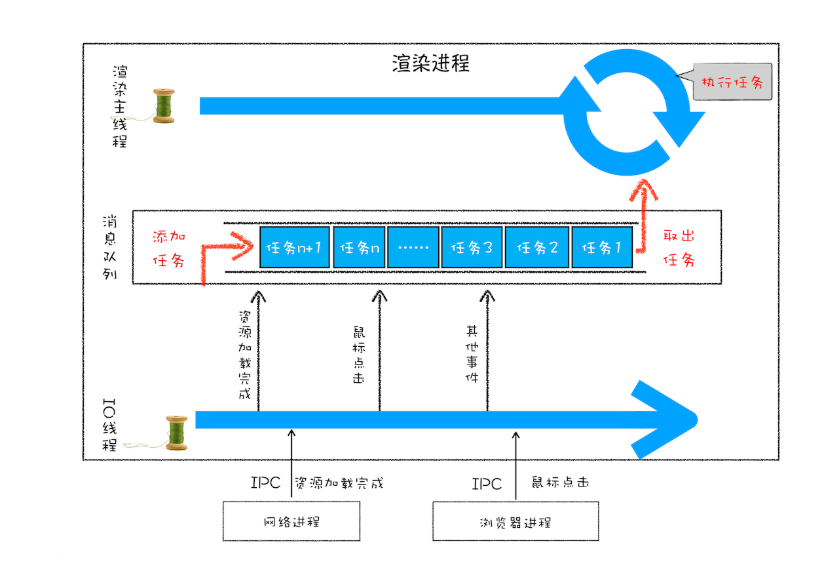 渲染进程
渲染主线程
执行任务
消息队列
添加
任务
任务n+1
任务n
......
任务3
任务2
任务1
取出
任务
资源加载完成
鼠标点击
其他事件
IO线程
IPC
资源加载完成
IPC
鼠标点击
网络进程
浏览器进程